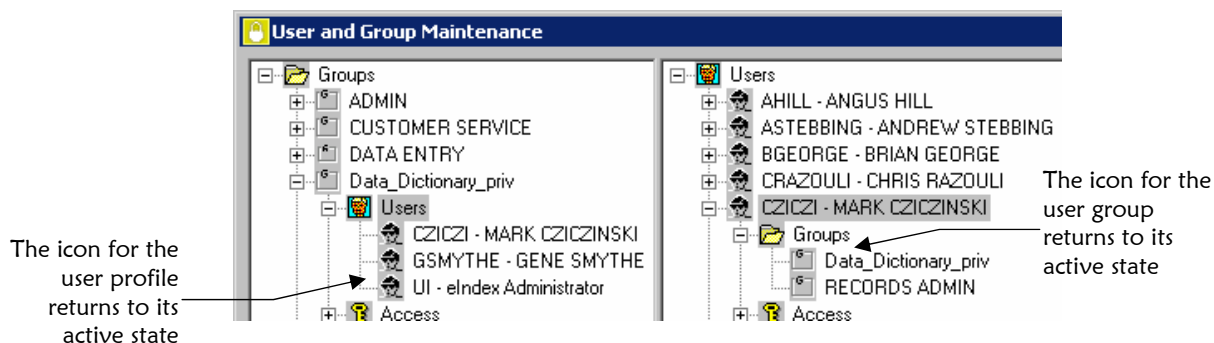 User and Group Maintenance
Groups
ADMIN
CUSTOMER SERVICE
DATA ENTRY
Data_Dictionary_priv
Users
CZICZI - MARK CZICZINSKI
GSMYTHE - GENE SMYTHE
UI - eIndex Administrator
Access
Users
AHILL - ANGUS HILL
ASTEBBING - ANDREW STEBBING
BGEORGE - BRIAN GEORGE
CRAZOULI - CHRIS RAZOULI
CZICZI - MARK CZICZINSKI
Groups
Data_Dictionary_priv
RECORDS ADMIN
Access
The icon for the
user profile
returns to its
active state
The icon for the
user group
returns to its
active state